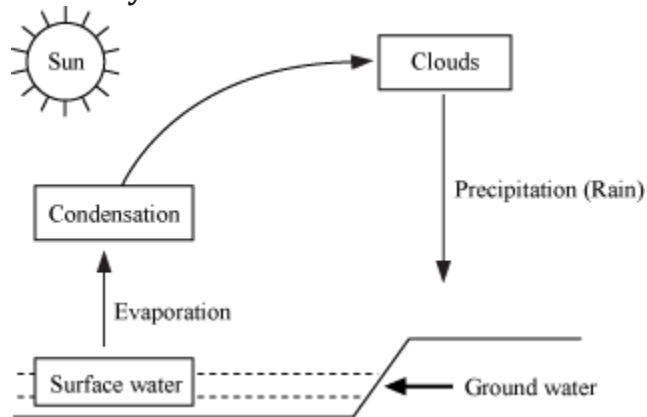 Sun
Clouds
Precipitation (Rain)
Condensation
Evaporation
Surface water
Ground water